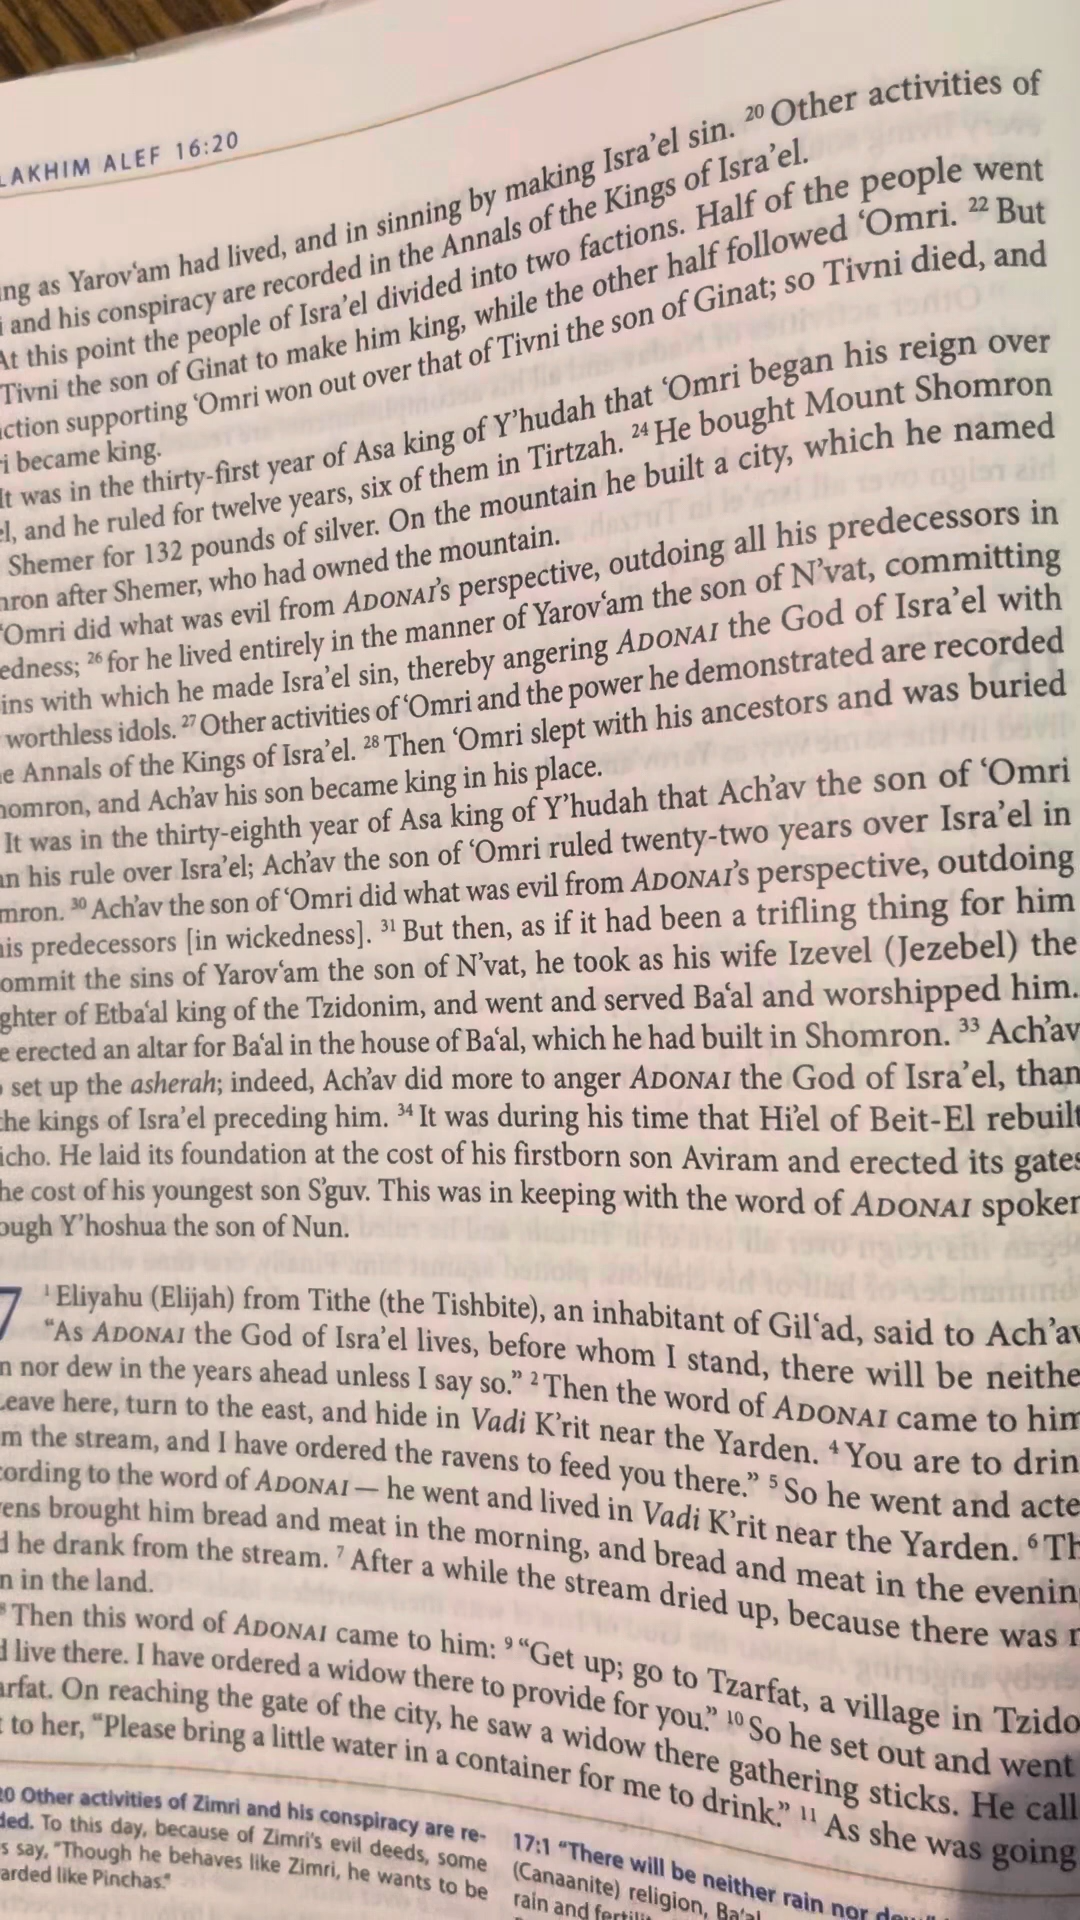 LAKHIM ALEF 16:20
ng as Yarov‘am had lived, and in sinning by making Isra’el sin. 20 Other activities of
i and his conspiracy are recorded in the Annals of the Kings of Isra’el.
At this point the people of Isra’el divided into two factions. Half of the people went
Tivni the son of Ginat to make him king, while the other half followed ‘Omri. 22 But
ction supporting ‘Omri won out over that of Tivni the son of Ginat; so Tivni died, and
i became king.
It was in the thirty-first year of Asa king of Y’hudah that ‘Omri began his reign over
el, and he ruled for twelve years, six of them in Tirtzah. 24 He bought Mount Shomron
Shemer for 132 pounds of silver. On the mountain he built a city, which he named
nron after Shemer, who had owned the mountain.
‘Omri did what was evil from ADONAI’s perspective, outdoing all his predecessors in
edness; 26 for he lived entirely in the manner of Yarov‘am the son of N’vat, committing
ins with which he made Isra’el sin, thereby angering ADONAI the God of Isra’el with
worthless idols. 27 Other activities of ‘Omri and the power he demonstrated are recorded
e Annals of the Kings of Isra’el. 28 Then ‘Omri slept with his ancestors and was buried
homron, and Ach’av his son became king in his place.
It was in the thirty-eighth year of Asa king of Y’hudah that Ach’av the son of ‘Omri
an his rule over Isra’el; Ach’av the son of ‘Omri ruled twenty-two years over Isra’el in
mron. 30 Ach’av the son of ‘Omri did what was evil from ADONAI’s perspective, outdoing
his predecessors [in wickedness]. 31 But then, as if it had been a trifling thing for him
ommit the sins of Yarov‘am the son of N’vat, he took as his wife Izevel (Jezebel) the
ghter of Etba‘al king of the Tzidonim, and went and served Ba‘al and worshipped him.
e erected an altar for Ba‘al in the house of Ba‘al, which he had built in Shomron. 33 Ach’av
set up the asherah; indeed, Ach’av did more to anger ADONAI the God of Isra’el, than
the kings of Isra’el preceding him. 34 It was during his time that Hi’el of Beit-El rebuilt
icho. He laid its foundation at the cost of his firstborn son Aviram and erected its gates
he cost of his youngest son S’guv. This was in keeping with the word of ADONAI spoken
ough Y’hoshua the son of Nun.
7 1 Eliyahu (Elijah) from Tithe (the Tishbite), an inhabitant of Gil‘ad, said to Ach’av
“As ADONAI the God of Isra’el lives, before whom I stand, there will be neithe
n nor dew in the years ahead unless I say so.” 2 Then the word of ADONAI came to him
Leave here, turn to the east, and hide in Vadi K’rit near the Yarden. 4 You are to drin
m the stream, and I have ordered the ravens to feed you there.” 5 So he went and acte
cording to the word of ADONAI — he went and lived in Vadi K’rit near the Yarden. 6 Th
ens brought him bread and meat in the morning, and bread and meat in the evenin
d he drank from the stream. 7 After a while the stream dried up, because there was r
n in the land.
8 Then this word of ADONAI came to him: 9 “Get up; go to Tzarfat, a village in Tzido
d live there. I have ordered a widow there to provide for you.” 10 So he set out and went
arfat. On reaching the gate of the city, he saw a widow there gathering sticks. He call
t to her, “Please bring a little water in a container for me to drink.” 11 As she was going
20 Other activities of Zimri and his conspiracy are re-
ded. To this day, because of Zimri’s evil deeds, some
s say, “Though he behaves like Zimri, he wants to be
arded like Pinchas.”
17:1 “There will be neither rain nor dew
(Canaanite) religion, Ba‘al
rain and